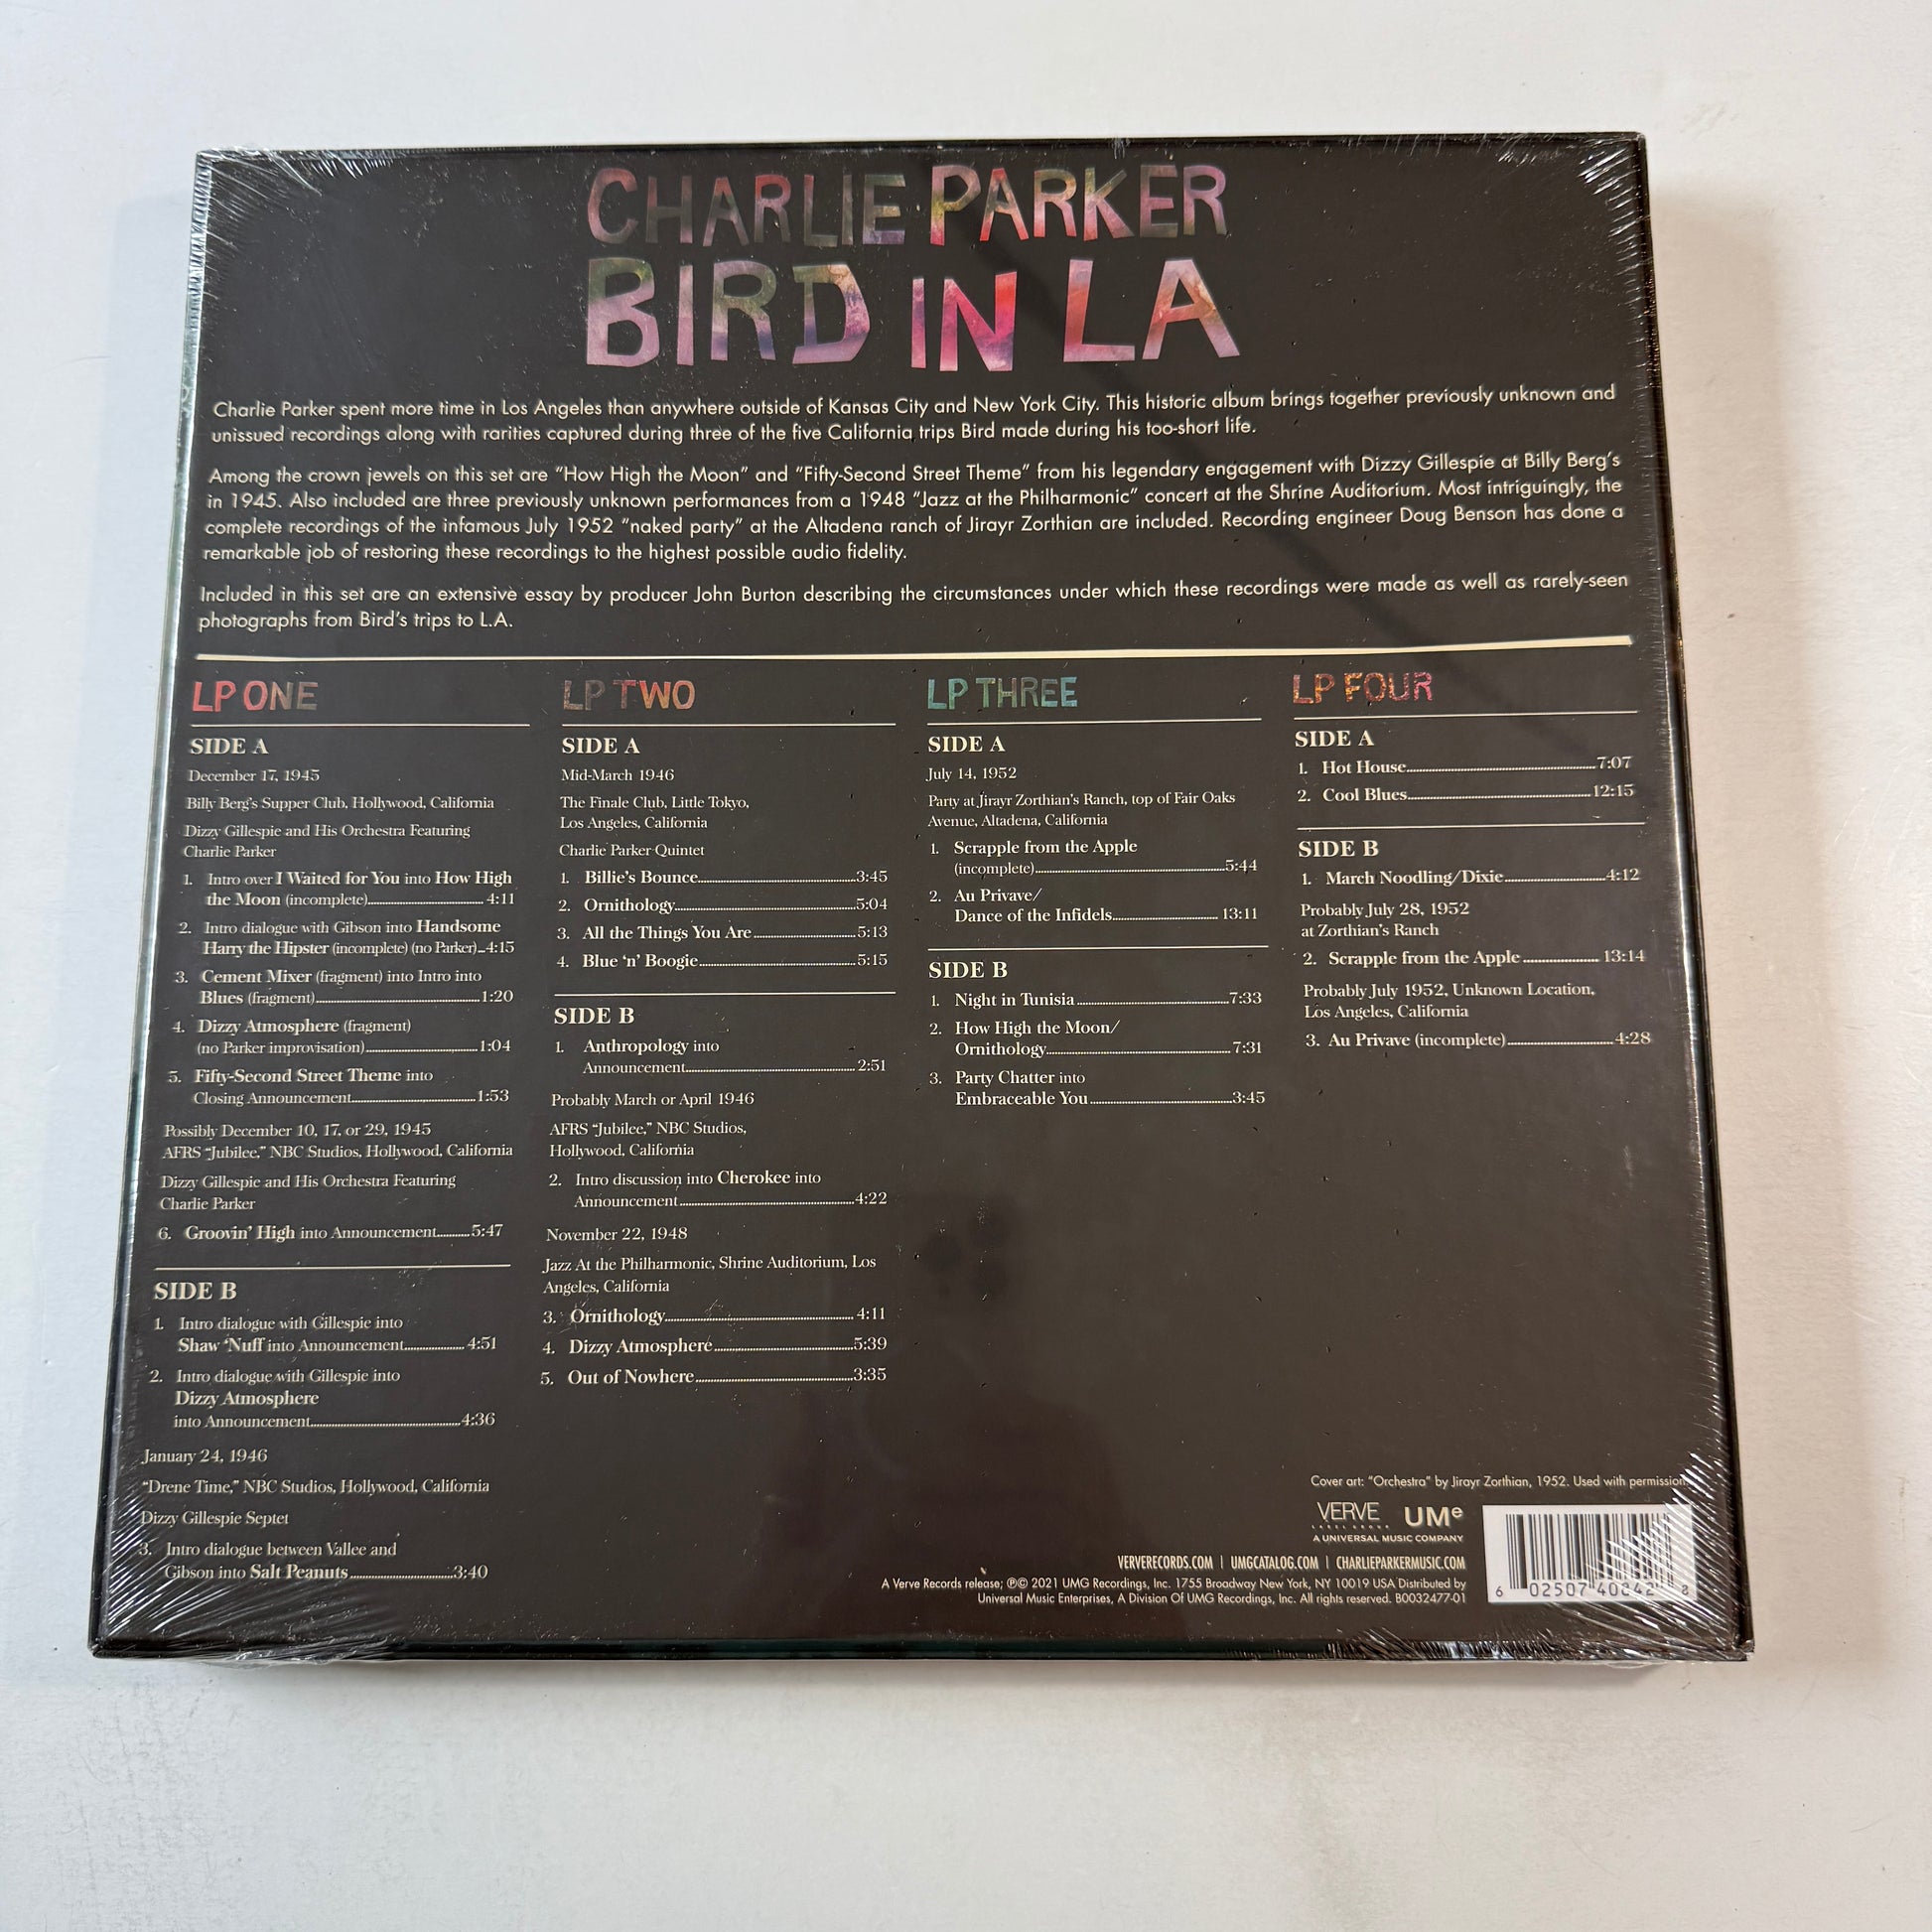 CHARLIE PARKER
BIRD IN LA
Charlie Parker spent more time in Los Angeles than anywhere outside of Kansas City and New York City. This historic album brings together previously unknown and
unissued recordings along with rarities captured during three of the five California trips Bird made during his too-short life.
Among the crown jewels on this set are "How High the Moon" and "Fifty-Second Street Theme" from his legendary engagement with Dizzy Gillespie at Billy Berg's
in 1945. Also included are three previously unknown performances from a 1948 "Jazz at the Philharmonic" concert at the Shrine Auditorium. Most intriguingly, the
complete recordings of the infamous July 1952 "naked party" at the Altadena ranch of Jirayr Zorthian are included. Recording engineer Doug Benson has done a
remarkable job of restoring these recordings to the highest possible audio fidelity.
Included in this set are an extensive essay by producer John Burton describing the circumstances under which these recordings were made as well as rarely-seen
photographs from Bird's trips to L.A.
LP ONE
SIDE A
December 17, 1945
Billy Berg's Supper Club, Hollywood, California
Dizzy Gillespie and His Orchestra Featuring
Charlie Parker
1. Intro over I Waited for You into How High
the Moon (incomplete) 4:11
2. Intro dialogue with Gibson into Handsome
Harry the Hipster (incomplete) (no Parker) 4:15
3. Cement Mixer (fragment) into Intro into
Blues (fragment) 1:20
4. Dizzy Atmosphere (fragment)
(no Parker improvisation) 1:04
5. Fifty-Second Street Theme into
Closing Announcement 1:53
Possibly December 10, 17, or 29, 1945
AFRS "Jubilee," NBC Studios, Hollywood, California
Dizzy Gillespie and His Orchestra Featuring
Charlie Parker
6. Groovin' High into Announcement 5:47
SIDE B
1. Intro dialogue with Gillespie into
Shaw 'Nuff into Announcement 4:51
2. Intro dialogue with Gillespie into
Dizzy Atmosphere
into Announcement 4:36
January 24, 1946
"Drene Time," NBC Studios, Hollywood, California
Dizzy Gillespie Septet
3. Intro dialogue between Vallee and
Gibson into Salt Peanuts 3:40
LP TWO
SIDE A
Mid-March 1946
The Finale Club, Little Tokyo,
Los Angeles, California
Charlie Parker Quintet
1. Billie's Bounce 3:45
2. Ornithology 5:04
3. All the Things You Are 5:13
4. Blue 'n' Boogie 5:15
SIDE B
1. Anthropology into
Announcement 2:51
Probably March or April 1946
AFRS "Jubilee," NBC Studios,
Hollywood, California
2. Intro discussion into Cherokee into
Announcement 4:22
November 22, 1948
Jazz At the Philharmonic, Shrine Auditorium, Los
Angeles, California
3. Ornithology 4:11
4. Dizzy Atmosphere 5:39
5. Out of Nowhere 3:35
LP THREE
SIDE A
July 14, 1952
Party at Jirayr Zorthian's Ranch, top of Fair Oaks
Avenue, Altadena, California
1. Scrapple from the Apple
(incomplete) 5:44
2. Au Privave/
Dance of the Infidels 13:11
SIDE B
1. Night in Tunisia 7:33
2. How High the Moon/
Ornithology 7:31
3. Party Chatter into
Embraceable You 3:45
LP FOUR
SIDE A
1. Hot House 7:07
2. Cool Blues 12:15
SIDE B
1. March Noodling/Dixie 4:12
Probably July 28, 1952
at Zorthian's Ranch
2. Scrapple from the Apple 13:14
Probably July 1952, Unknown Location,
Los Angeles, California
3. Au Privave (incomplete) 4:28
Cover art: "Orchestra" by Jirayr Zorthian, 1952. Used with permission.
VERVE UMe
LABEL GROUP
A UNIVERSAL MUSIC COMPANY
VERVERECORDS.COM | UMGCATALOG.COM | CHARLIEPARKERMUSIC.COM
A Verve Records release; ℗© 2021 UMG Recordings, Inc. 1755 Broadway New York, NY 10019 USA Distributed by
Universal Music Enterprises, A Division Of UMG Recordings, Inc. All rights reserved. B0032477-01
6 02507 40842 8